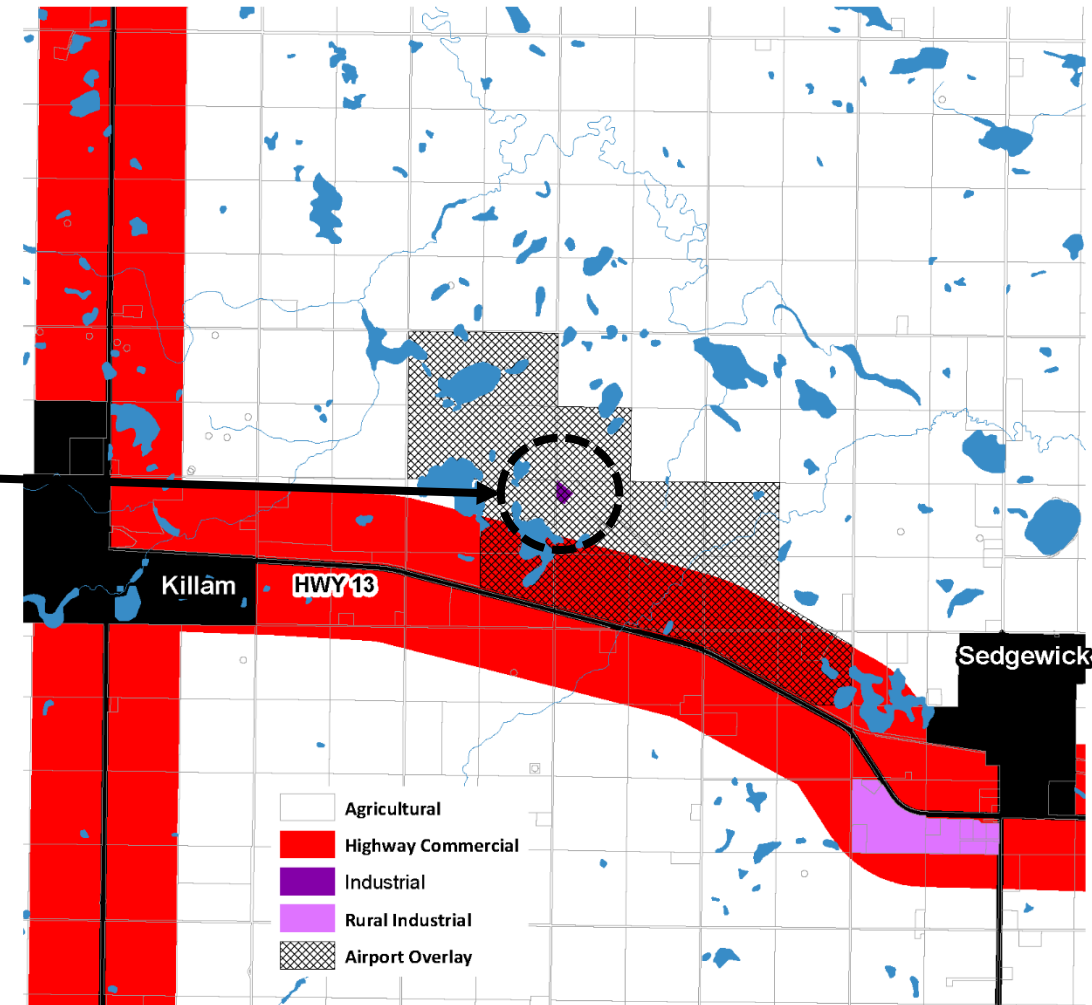 Killam
HWY 13
Sedgewick
Agricultural
Highway Commercial
Industrial
Rural Industrial
Airport Overlay